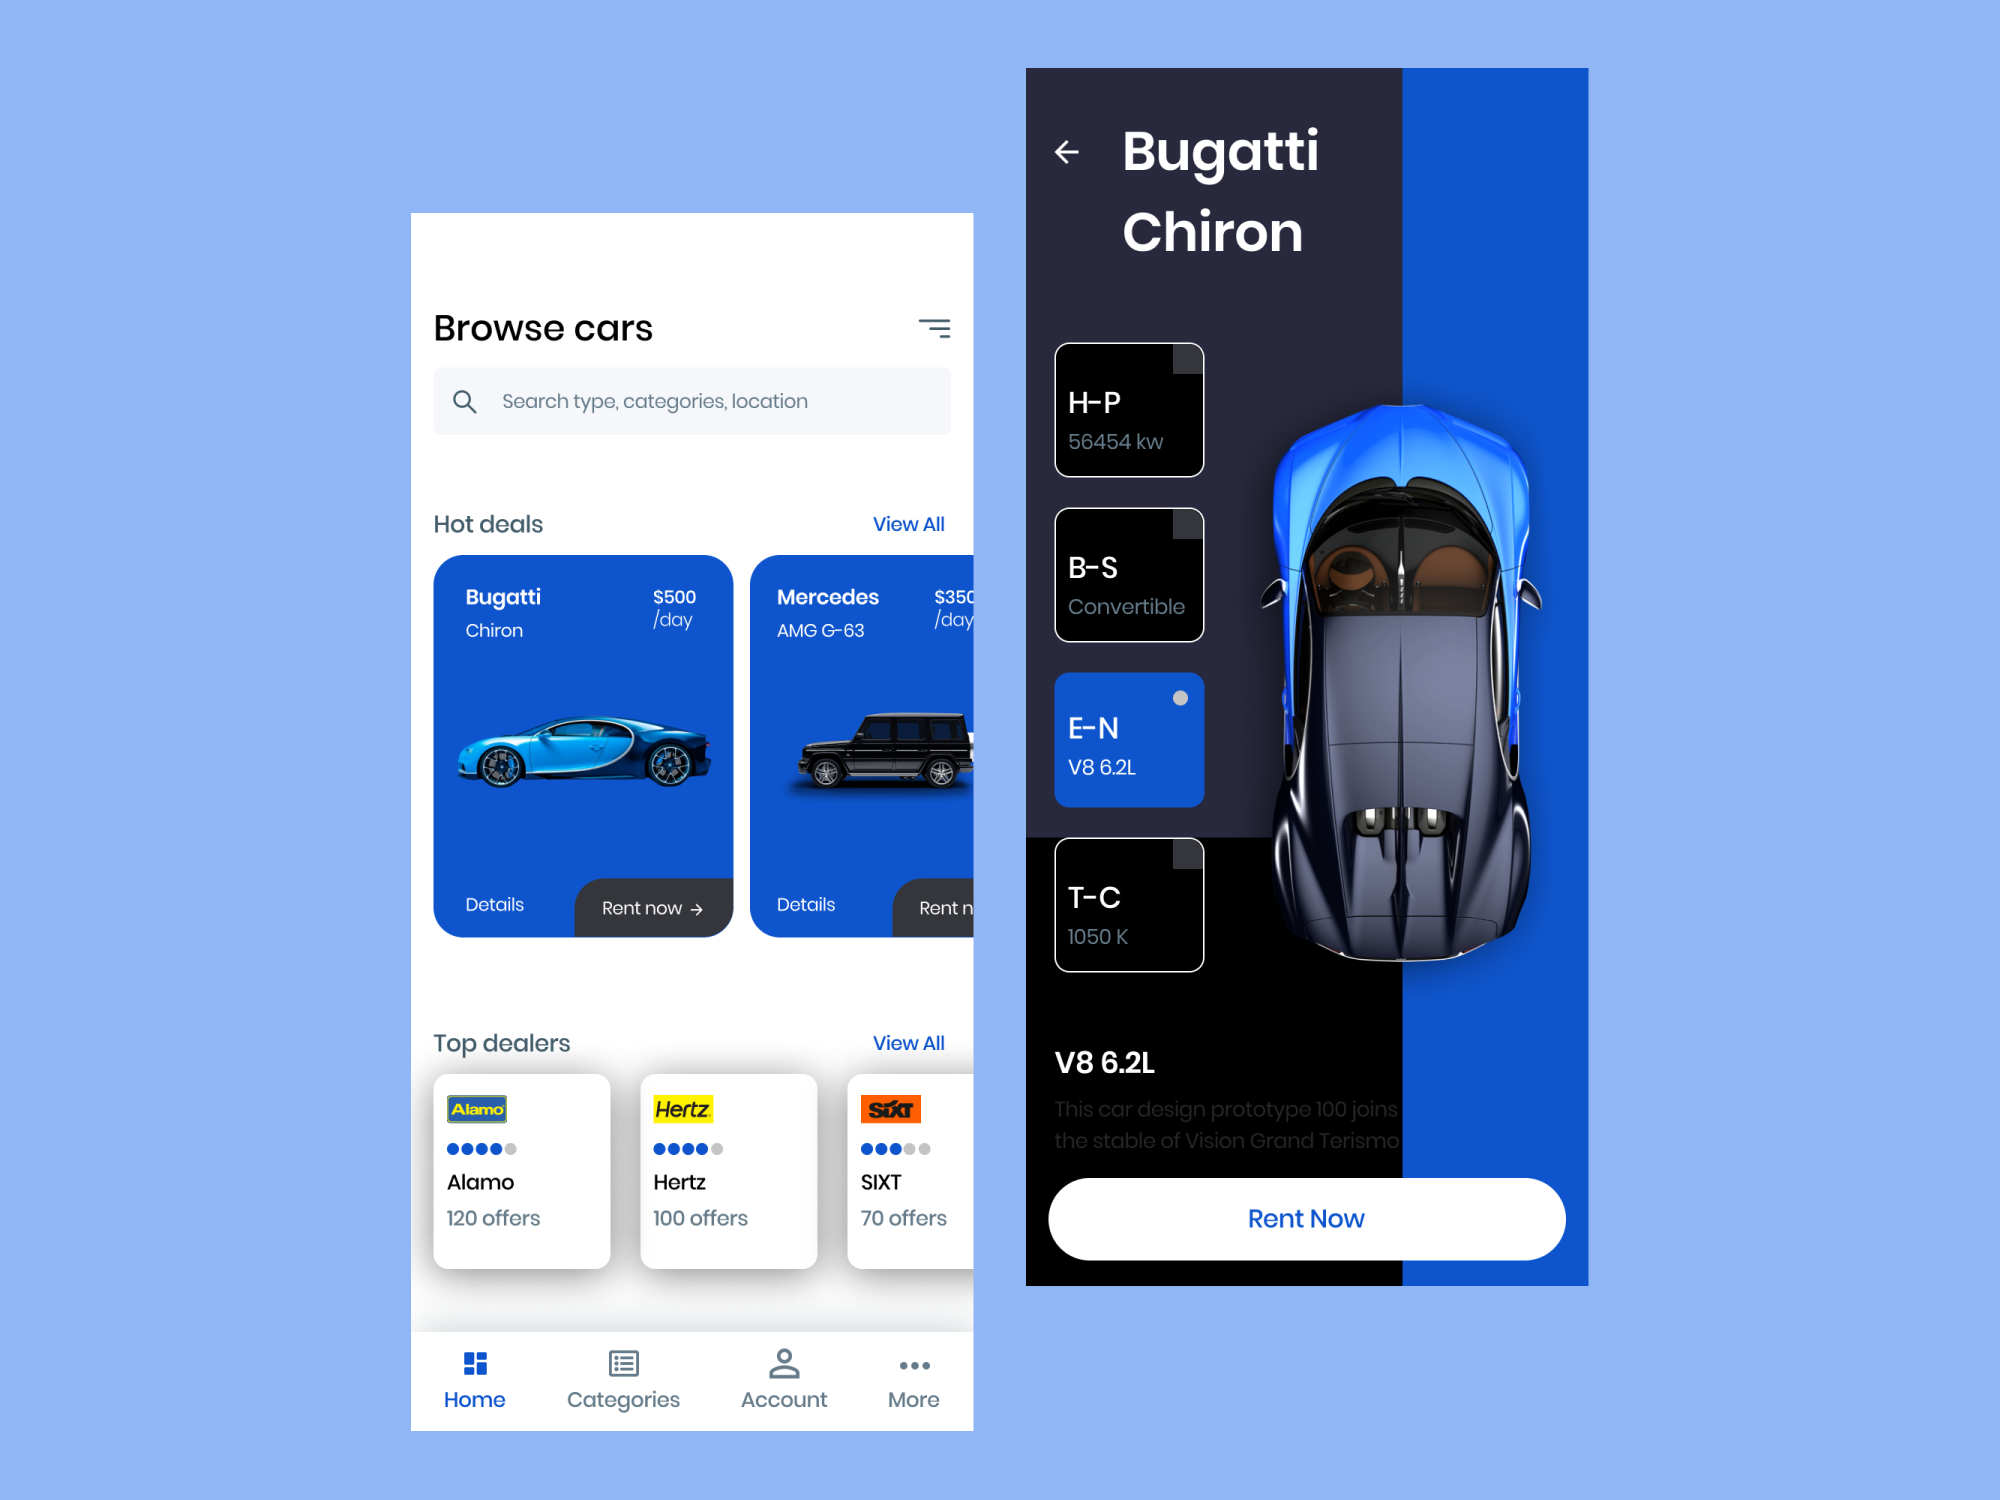 Browse cars
Search type, categories, location
Hot deals
View All
Bugatti
$500
/day
Chiron
Details
Rent now
Mercedes
$350
/day
AMG G-63
Details
Rent n
Top dealers
View All
Alamo
Alamo
120 offers
Hertz
Hertz
100 offers
SIXT
SIXT
70 offers
Home
Categories
Account
More
Bugatti
Chiron
H-P
56454 kw
B-S
Convertible
E-N
V8 6.2L
T-C
1050 K
V8 6.2L
This car design prototype 100 joins
the stable of Vision Grand Terismo
Rent Now